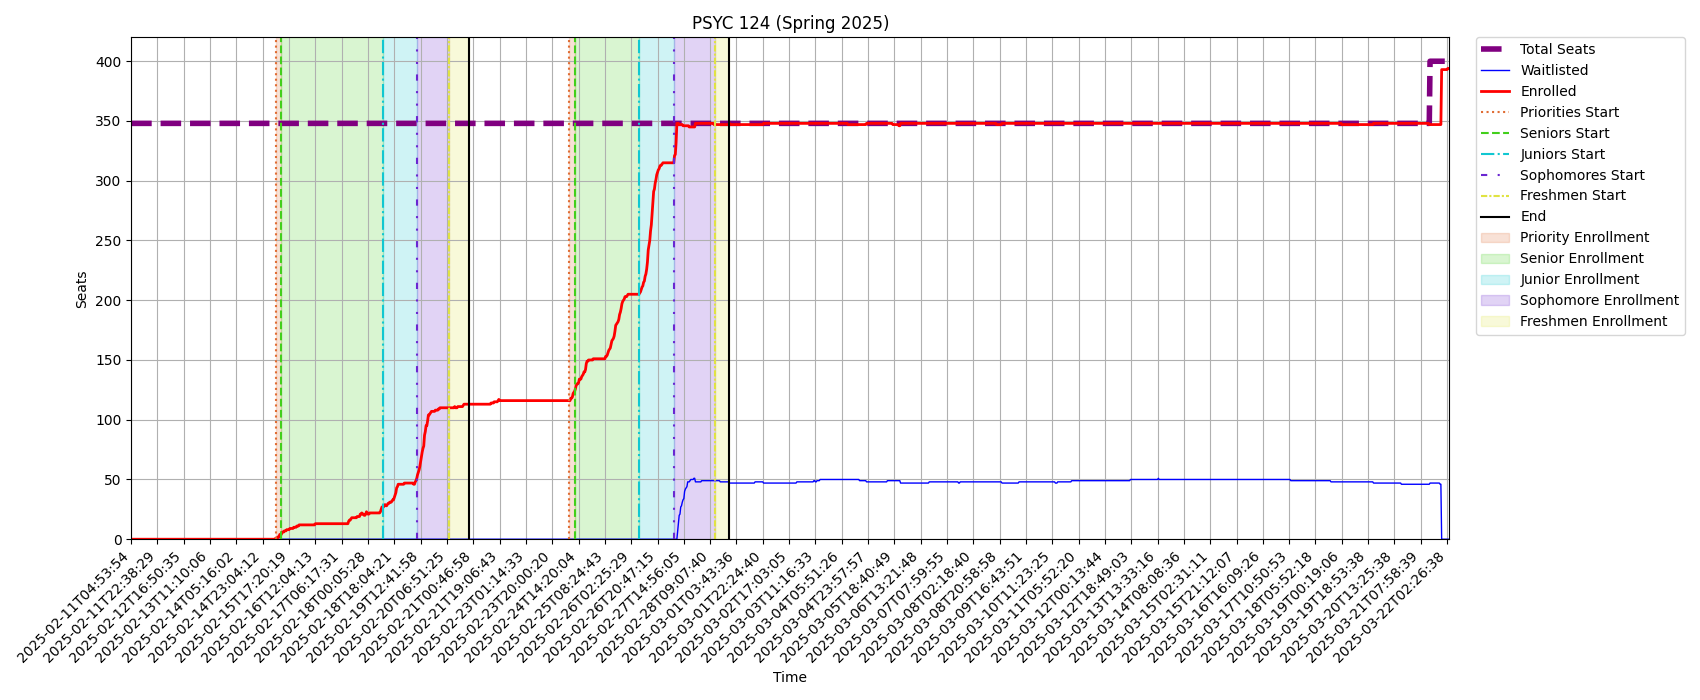 PSYC 124 (Spring 2025)
Seats
400
350
300
250
200
150
100
50
0
2025-02-11T04:53:54
2025-02-11T22:38:29
2025-02-12T16:50:35
2025-02-13T11:10:06
2025-02-14T05:16:02
2025-02-14T23:04:12
2025-02-15T17:20:19
2025-02-16T12:04:13
2025-02-17T06:17:31
2025-02-18T00:05:28
2025-02-18T18:04:21
2025-02-19T12:41:58
2025-02-20T06:51:25
2025-02-21T00:46:58
2025-02-21T19:06:43
2025-02-22T13:14:33
2025-02-23T20:00:20
2025-02-24T14:20:04
2025-02-25T08:24:43
2025-02-26T02:25:29
2025-02-26T20:47:15
2025-02-27T14:56:05
2025-02-28T09:07:40
2025-03-01T03:43:36
2025-03-01T22:24:40
2025-03-02T17:03:05
2025-03-03T11:16:33
2025-03-04T05:51:26
2025-03-04T23:57:57
2025-03-05T18:40:49
2025-03-06T13:21:48
2025-03-07T07:59:55
2025-03-08T02:18:40
2025-03-08T20:58:58
2025-03-09T16:43:51
2025-03-10T11:23:25
2025-03-11T05:52:20
2025-03-12T00:13:44
2025-03-12T18:49:03
2025-03-13T13:33:16
2025-03-14T08:08:36
2025-03-15T02:31:11
2025-03-15T21:12:07
2025-03-16T16:09:26
2025-03-17T10:50:53
2025-03-18T05:52:18
2025-03-19T00:19:06
2025-03-19T18:53:38
2025-03-20T13:25:38
2025-03-21T07:58:39
2025-03-22T02:26:38
Time
Total Seats
Waitlisted
Enrolled
Priorities Start
Seniors Start
Juniors Start
Sophomores Start
Freshmen Start
End
Priority Enrollment
Senior Enrollment
Junior Enrollment
Sophomore Enrollment
Freshmen Enrollment